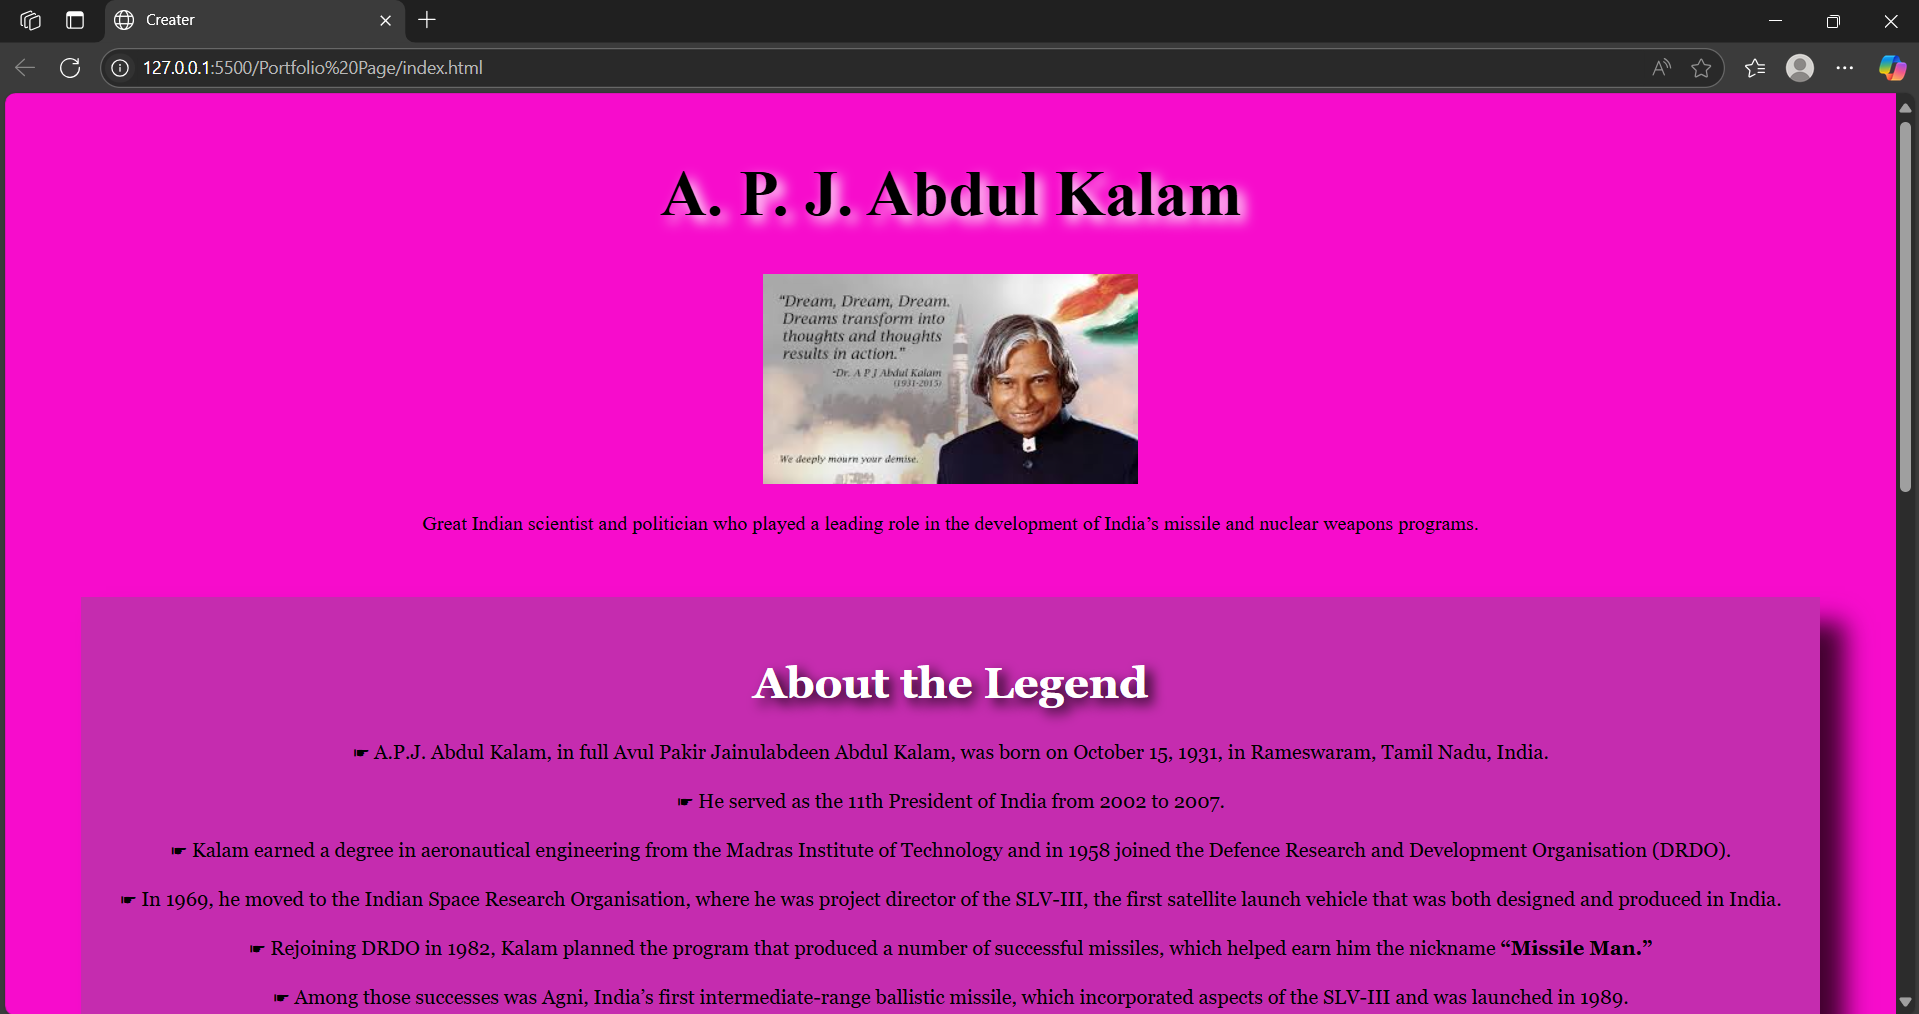 Creater
127.0.0.1:5500/Portfolio%20Page/index.html
A. P. J. Abdul Kalam
“Dream, Dream, Dream.
Dreams transform into
thoughts and thoughts
results in action.”
-Dr. A P J Abdul Kalam
(1931-2015)
We deeply mourn your demise.
Great Indian scientist and politician who played a leading role in the development of India’s missile and nuclear weapons programs.
About the Legend
☛ A.P.J. Abdul Kalam, in full Avul Pakir Jainulabdeen Abdul Kalam, was born on October 15, 1931, in Rameswaram, Tamil Nadu, India.
☛ He served as the 11th President of India from 2002 to 2007.
☛ Kalam earned a degree in aeronautical engineering from the Madras Institute of Technology and in 1958 joined the Defence Research and Development Organisation (DRDO).
☛ In 1969, he moved to the Indian Space Research Organisation, where he was project director of the SLV-III, the first satellite launch vehicle that was both designed and produced in India.
☛ Rejoining DRDO in 1982, Kalam planned the program that produced a number of successful missiles, which helped earn him the nickname “Missile Man.”
☛ Among those successes was Agni, India’s first intermediate-range ballistic missile, which incorporated aspects of the SLV-III and was launched in 1989.